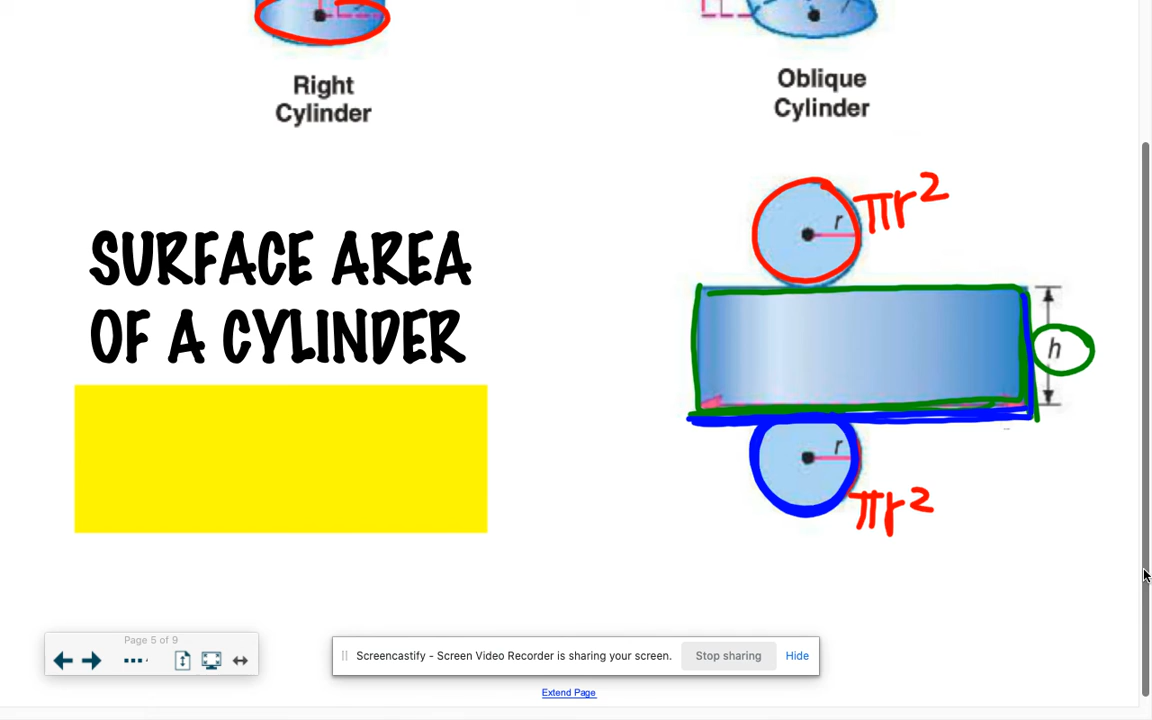 Right
Cylinder
Oblique
Cylinder
SURFACE AREA
OF A CYLINDER
πr²
r
h
r
πr²
Page 5 of 9
Screencastify - Screen Video Recorder is sharing your screen.
Stop sharing
Hide
Extend Page